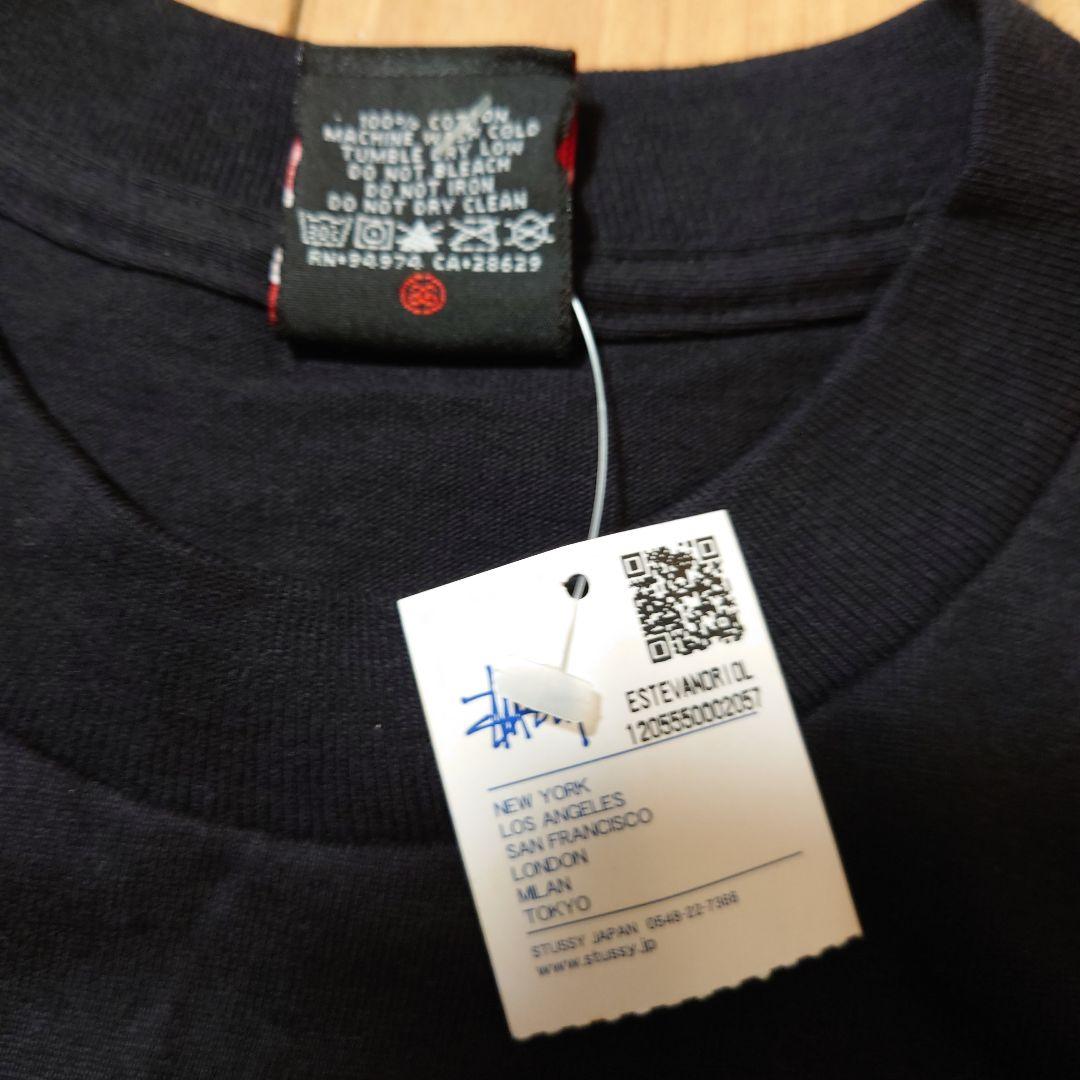 100% COTTON
MACHINE WASH COLD
TUMBLE DRY LOW
DO NOT BLEACH
DO NOT IRON
DO NOT DRY CLEAN
RN•94974 CA•28629
ESTEVANORIOL
1205550002057
NEW YORK
LOS ANGELES
SAN FRANCISCO
LONDON
MILAN
TOKYO
STUSSY JAPAN 0548-22-7366
www.stussy.jp